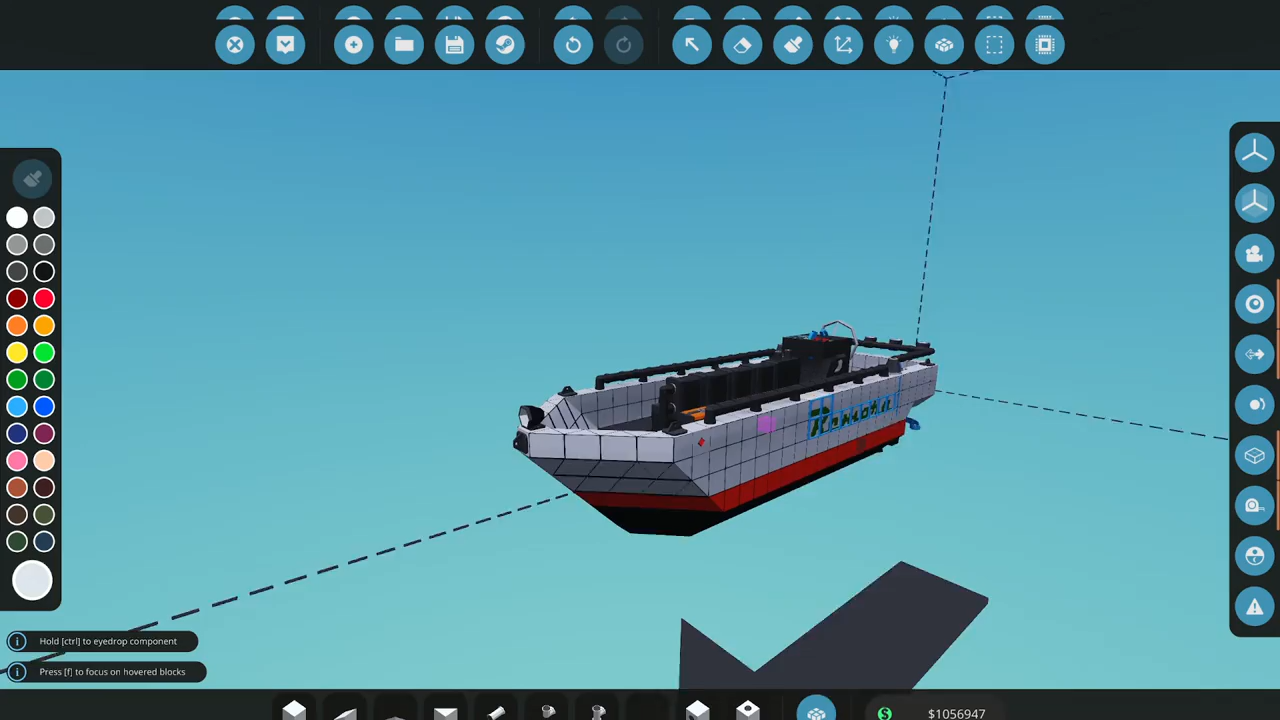 Hold [ctrl] to eyedrop component
Press [f] to focus on hovered blocks
$1056947